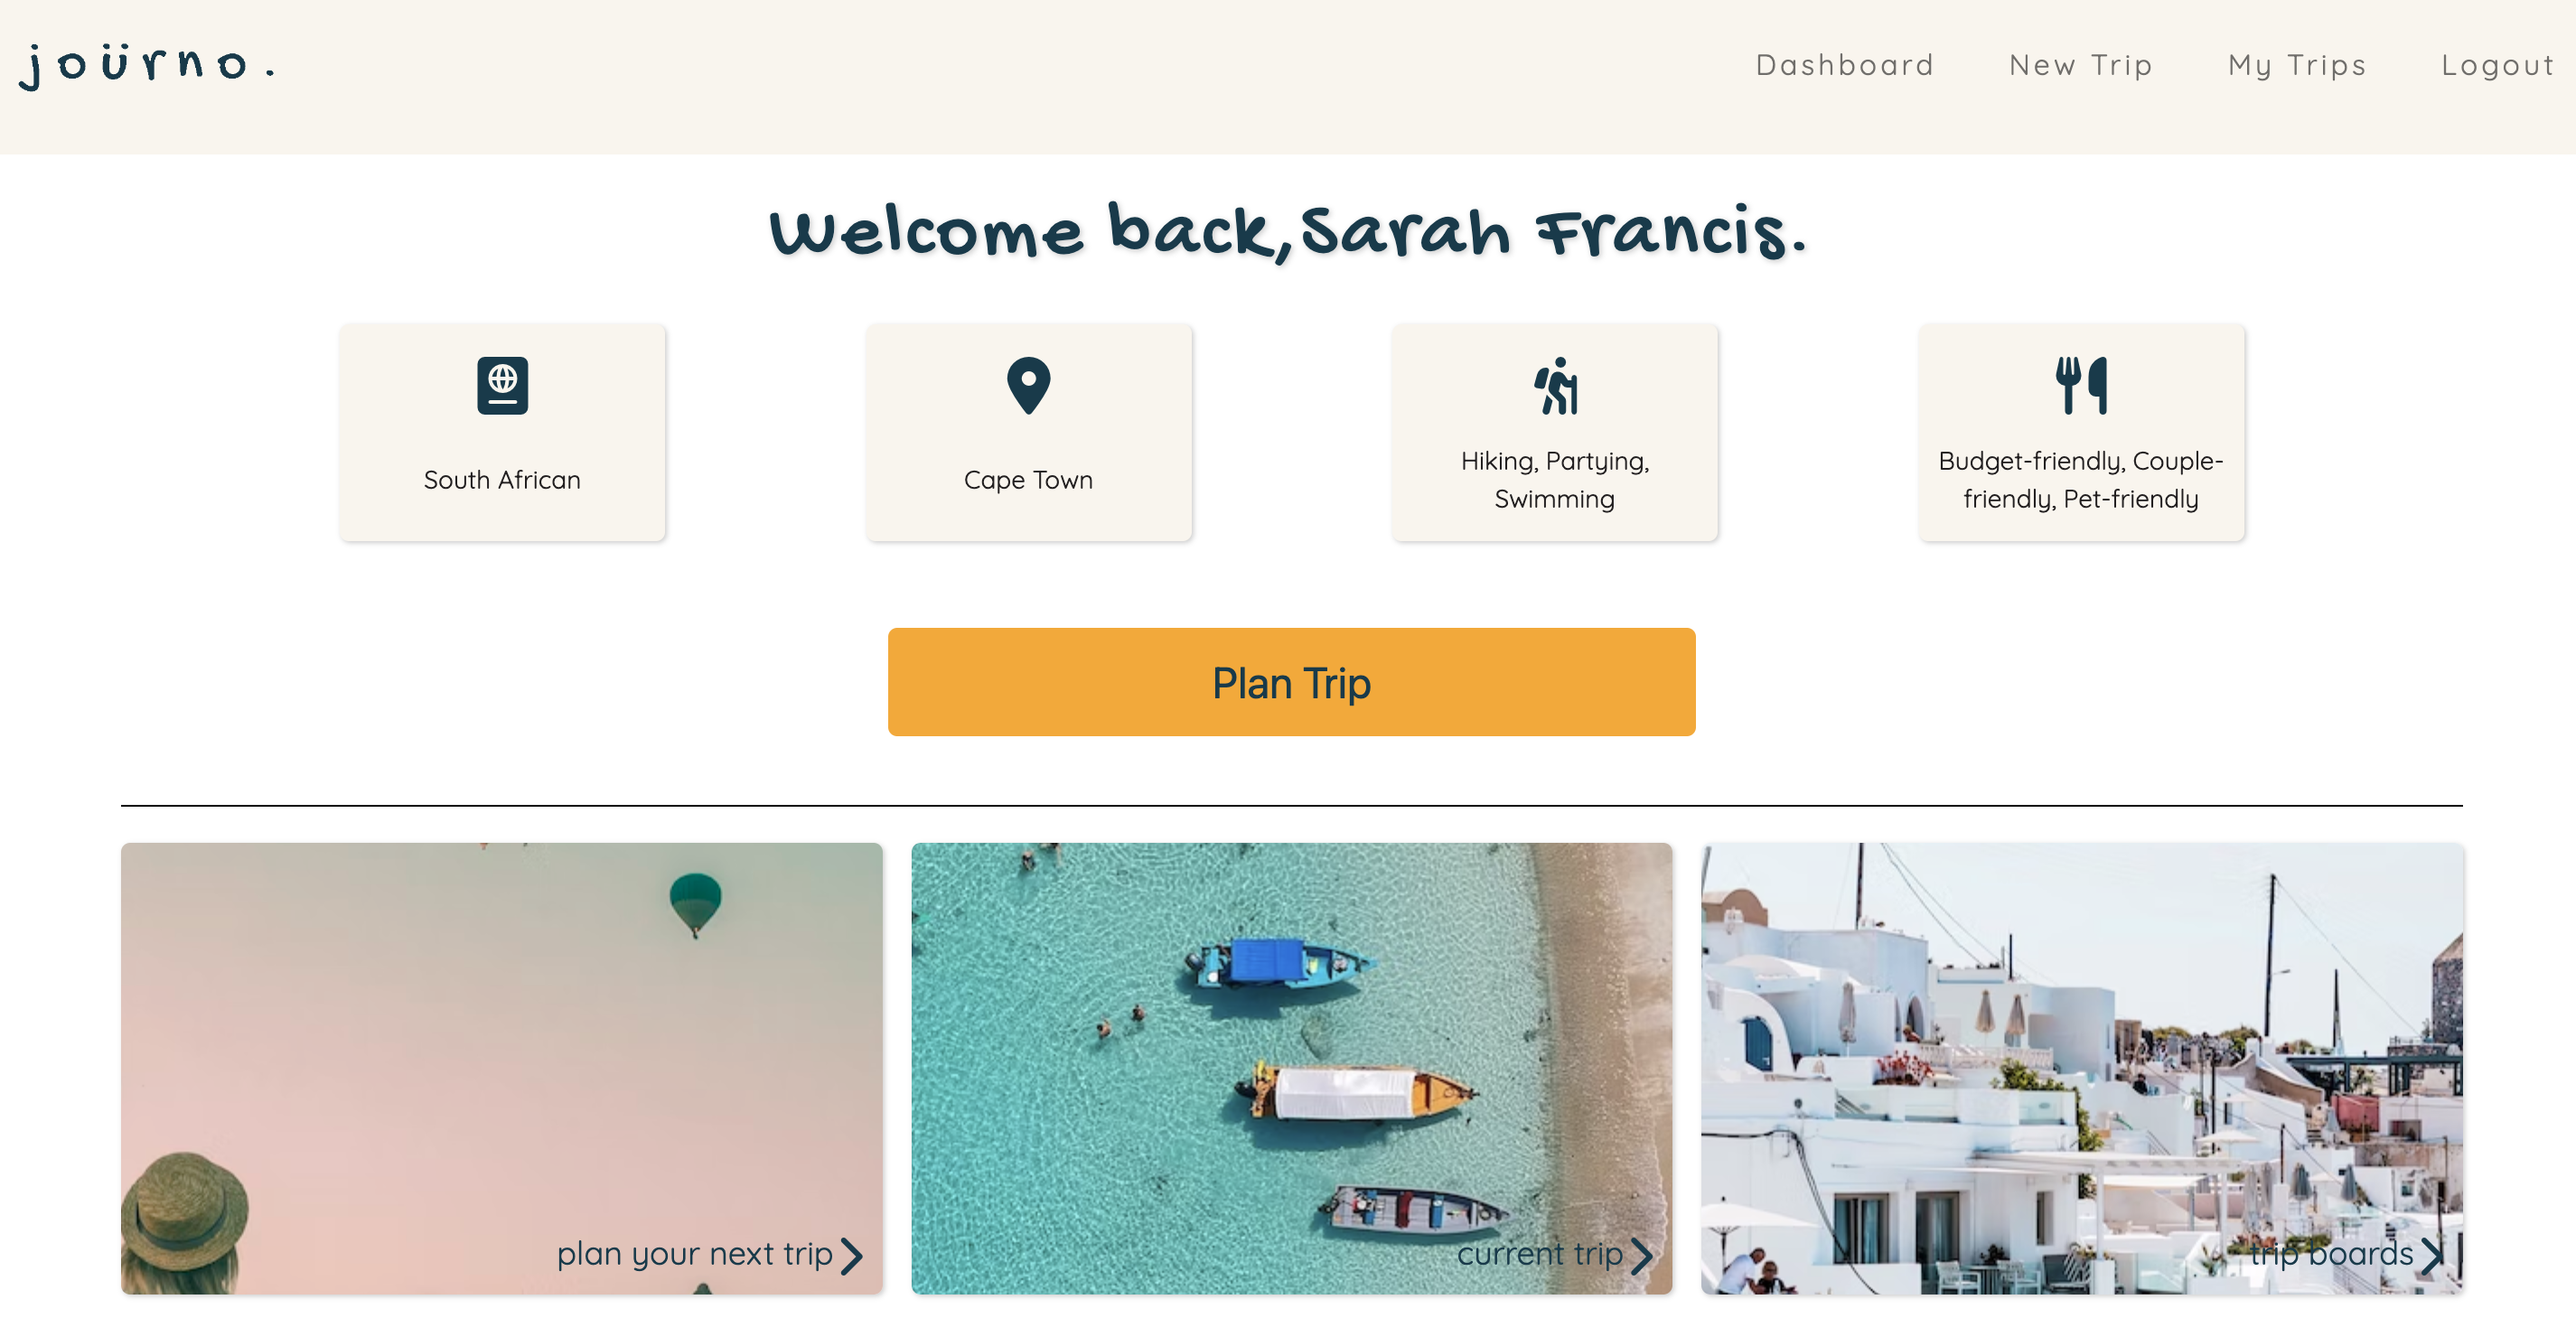 joürno.
Dashboard New Trip My Trips Logout
Welcome back,Sarah Francis.
South African
Cape Town
Hiking, Partying,
Swimming
Budget-friendly, Couple-
friendly, Pet-friendly
Plan Trip
plan your next trip
current trip
trip boards